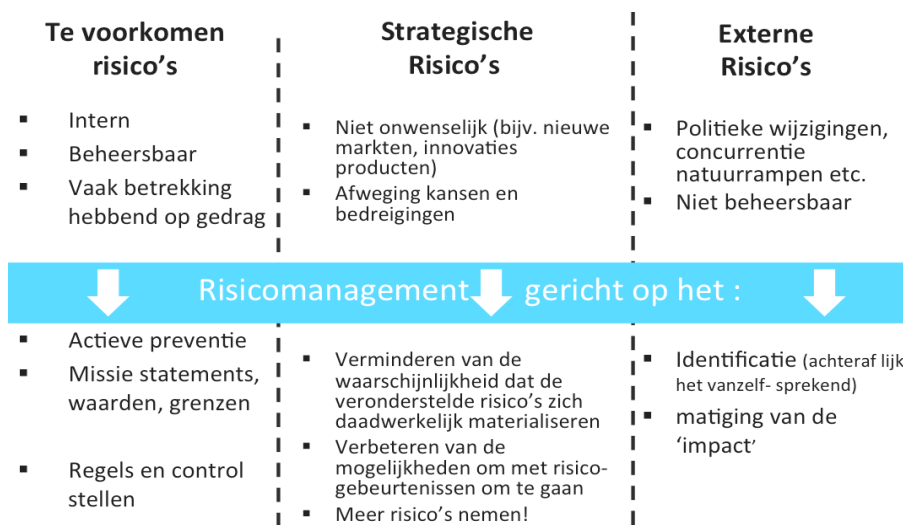 Te voorkomen
risico's
Intern
Beheersbaar
Vaak betrekking
hebbend op gedrag
Strategische
Risico's
Niet onwenselijk (bijv. nieuwe
markten, innovaties
producten)
Afweging kansen en
bedreigingen
Externe
Risico's
Politieke wijzigingen,
concurrentie
natuurrampen etc.
Niet beheersbaar
Risicomanagement gericht op het :
Actieve preventie
Missie statements,
waarden, grenzen
Regels en control
stellen
Verminderen van de
waarschijnlijkheid dat de
veronderstelde risico's zich
daadwerkelijk materialiseren
Verbeteren van de
mogelijkheden om met risico-
gebeurtenissen om te gaan
Meer risico's nemen!
Identificatie (achteraf lijk
het vanzelf- sprekend)
matiging van de
'impact'